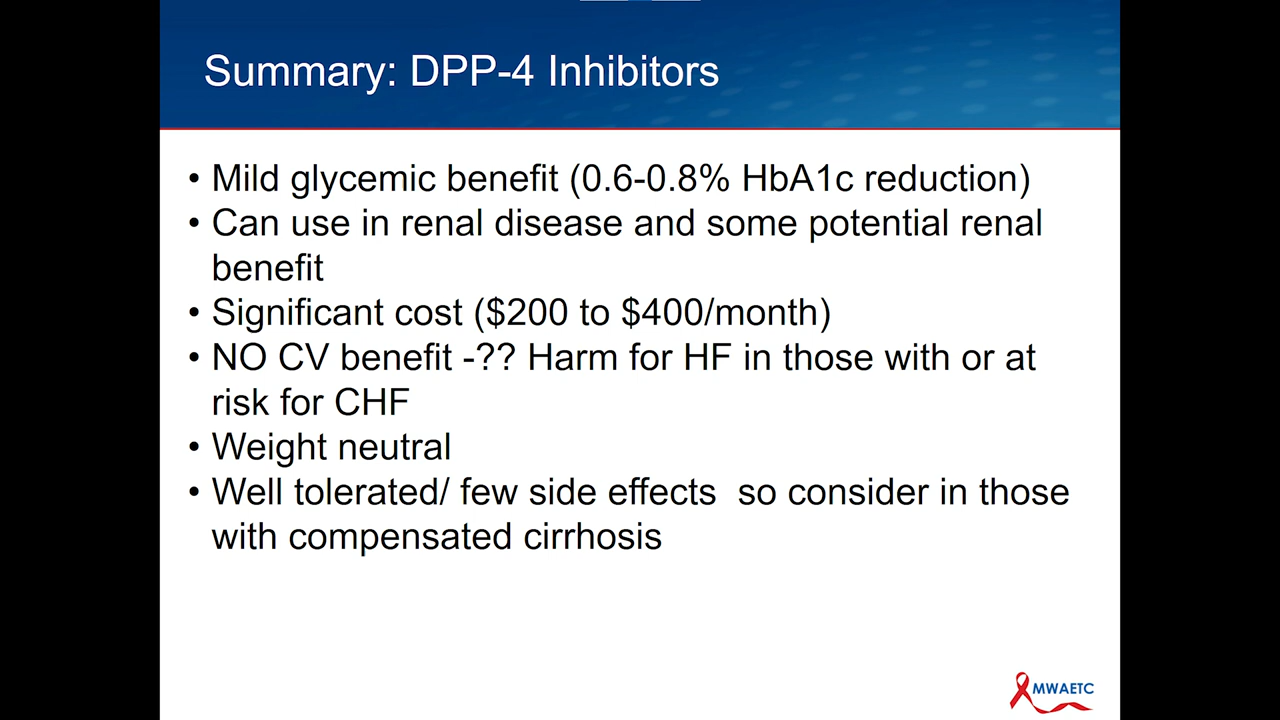 Summary: DPP-4 Inhibitors
• Mild glycemic benefit (0.6-0.8% HbA1c reduction)
• Can use in renal disease and some potential renal
benefit
• Significant cost ($200 to $400/month)
• NO CV benefit -?? Harm for HF in those with or at
risk for CHF
• Weight neutral
• Well tolerated/ few side effects  so consider in those
with compensated cirrhosis
MWAETC